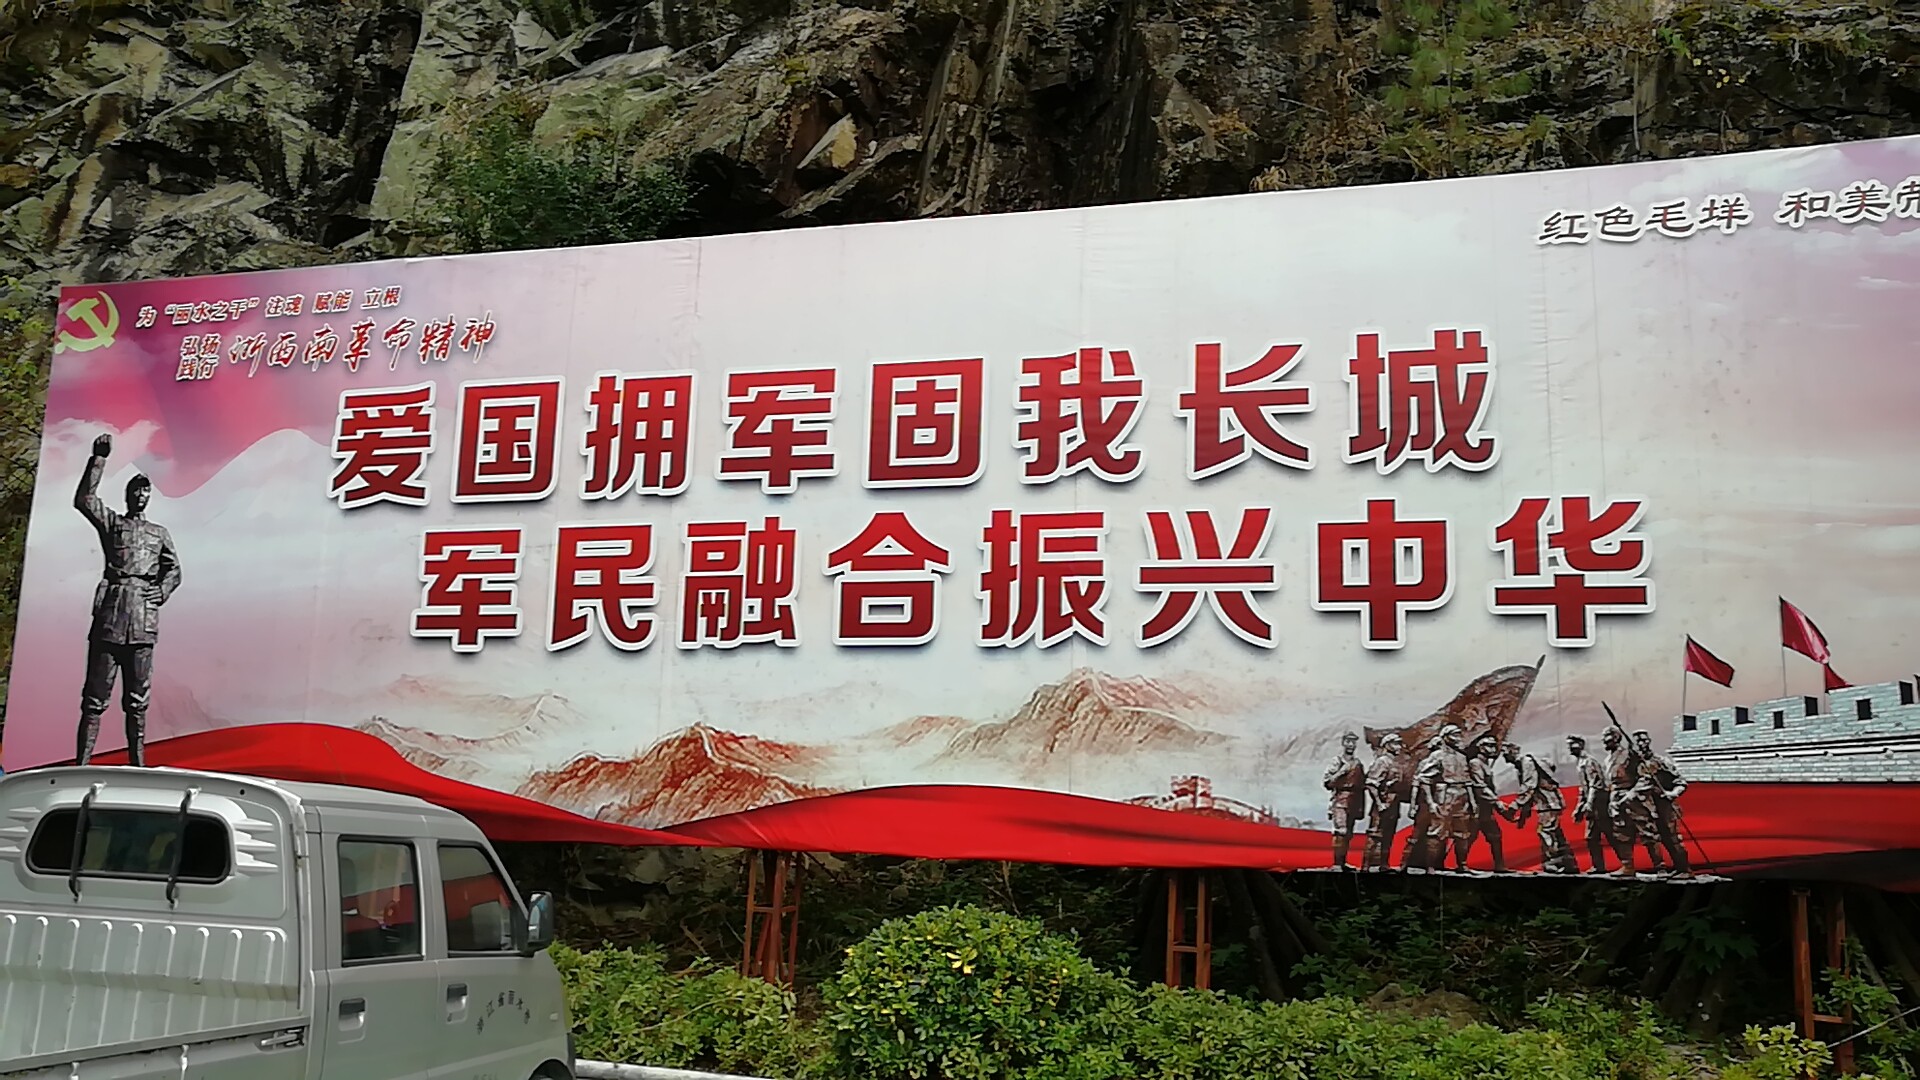 为“丽水之干”注魂 赋能 立根
弘扬
践行
浙西南革命精神
红色毛垟 和美
爱国拥军固我长城
军民融合振兴中华